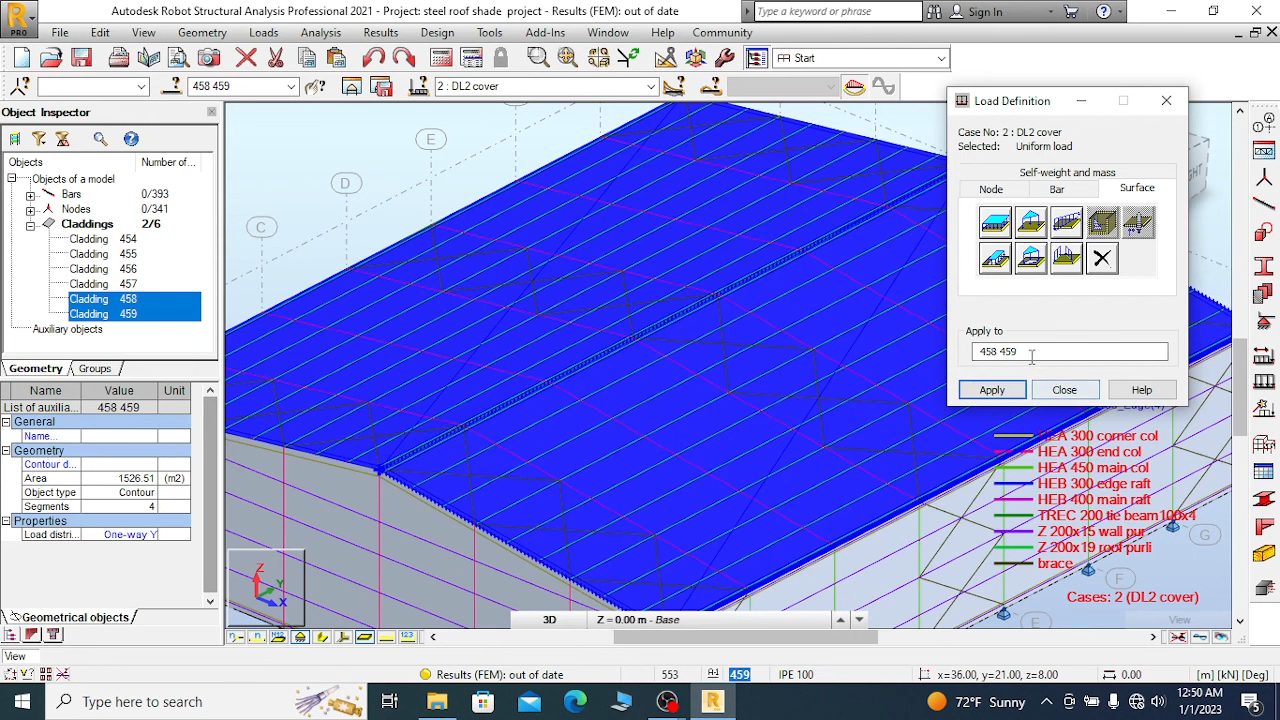 PRO
Autodesk Robot Structural Analysis Professional 2021 - Project: steel roof shade project - Results (FEM): out of date
Type a keyword or phrase
Sign In
File Edit View Geometry Loads Analysis Results Design Tools Add-Ins Window Help Community
Start
458 459
2 : DL2 cover
Object Inspector
Objects Number of...
Objects of a model
Bars 0/393
Nodes 0/341
Claddings 2/6
Cladding 454
Cladding 455
Cladding 456
Cladding 457
Cladding 458
Cladding 459
Auxiliary objects
Geometry Groups
Name Value Unit
List of auxilia... 458 459
General
Name...
Geometry
Contour d...
Area 1526.51 (m2)
Object type Contour
Segments 4
Properties
Load distri... One-way Y
Geometrical objects
C
D
E
Z
Y
X
Load Definition
Case No: 2 : DL2 cover
Selected: Uniform load
Self-weight and mass
Node Bar Surface
Apply to
458 459
Apply Close Help
HEA 300 corner col
HEA 300 end col
HEA 450 main col
HEB 300 edge raft
HEB 400 main raft
TREC 200 tie beam100x4
Z 200x15 wall pur
Z 200x19 roof purli
brace
Cases: 2 (DL2 cover)
G
F
E
3D Z = 0.00 m - Base
View
View
Results (FEM): out of date 553 459 IPE 100 x=36.00, y=21.00, z=8.00 0.00 [m] [kN] [Deg]
Type here to search
72°F Sunny
12:50 AM
1/1/2023
5